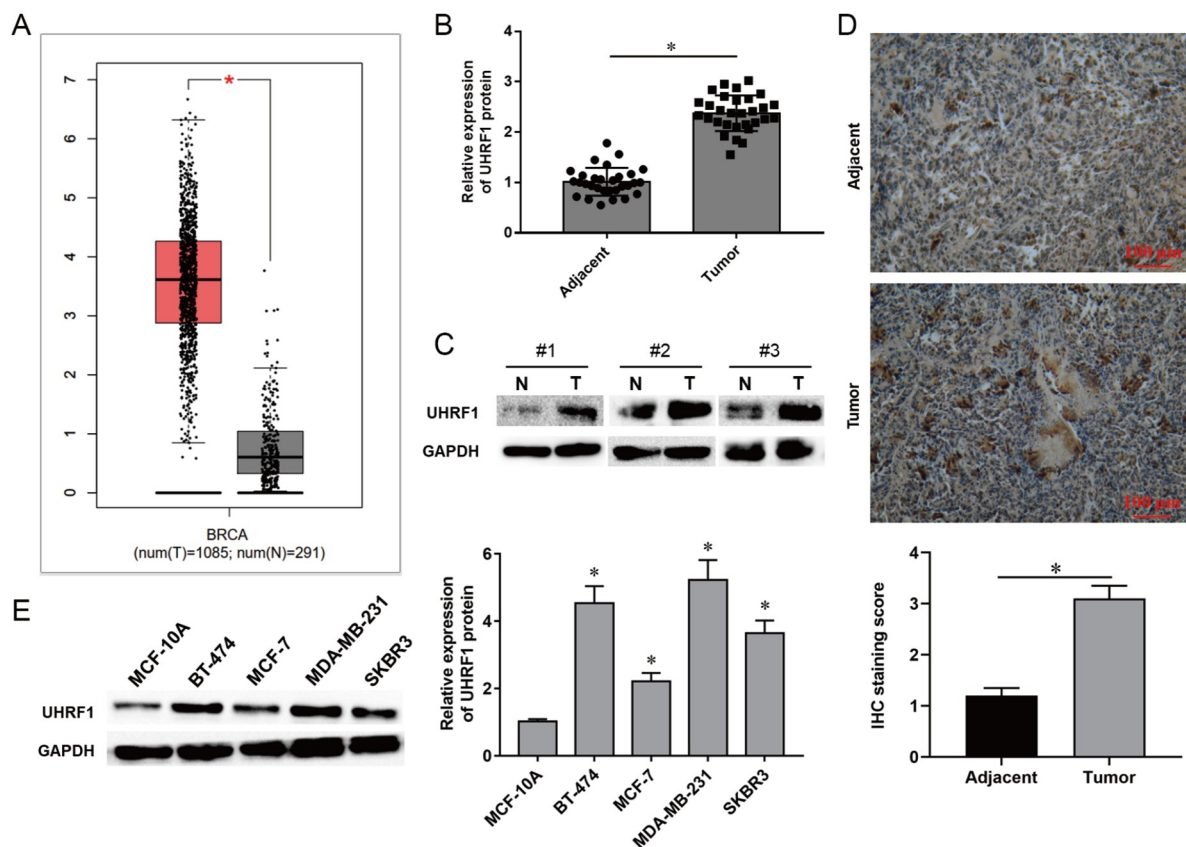 A
7
6
5
4
3
2
1
0
*
BRCA
(num(T)=1085; num(N)=291)
B
Relative expression
of UHRF1 protein
4
3
2
1
0
*
Adjacent
Tumor
C
#1
#2
#3
N T N T N T
UHRF1
GAPDH
D
Adjacent
100 μm
Tumor
100 μm
IHC staining score
4
3
2
1
0
*
Adjacent
Tumor
E
MCF-10A
BT-474
MCF-7
MDA-MB-231
SKBR3
UHRF1
GAPDH
Relative expression
of UHRF1 protein
6
4
2
0
*
*
*
*
MCF-10A
BT-474
MCF-7
MDA-MB-231
SKBR3